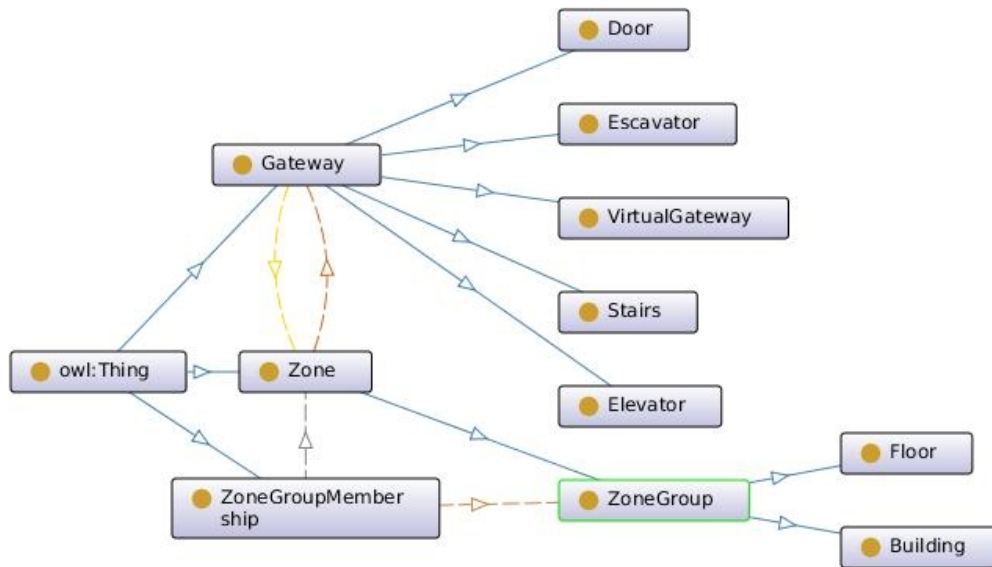 Door
Escavator
Gateway
VirtualGateway
Stairs
owl:Thing
Zone
Elevator
Floor
ZoneGroupMember
ship
ZoneGroup
Building